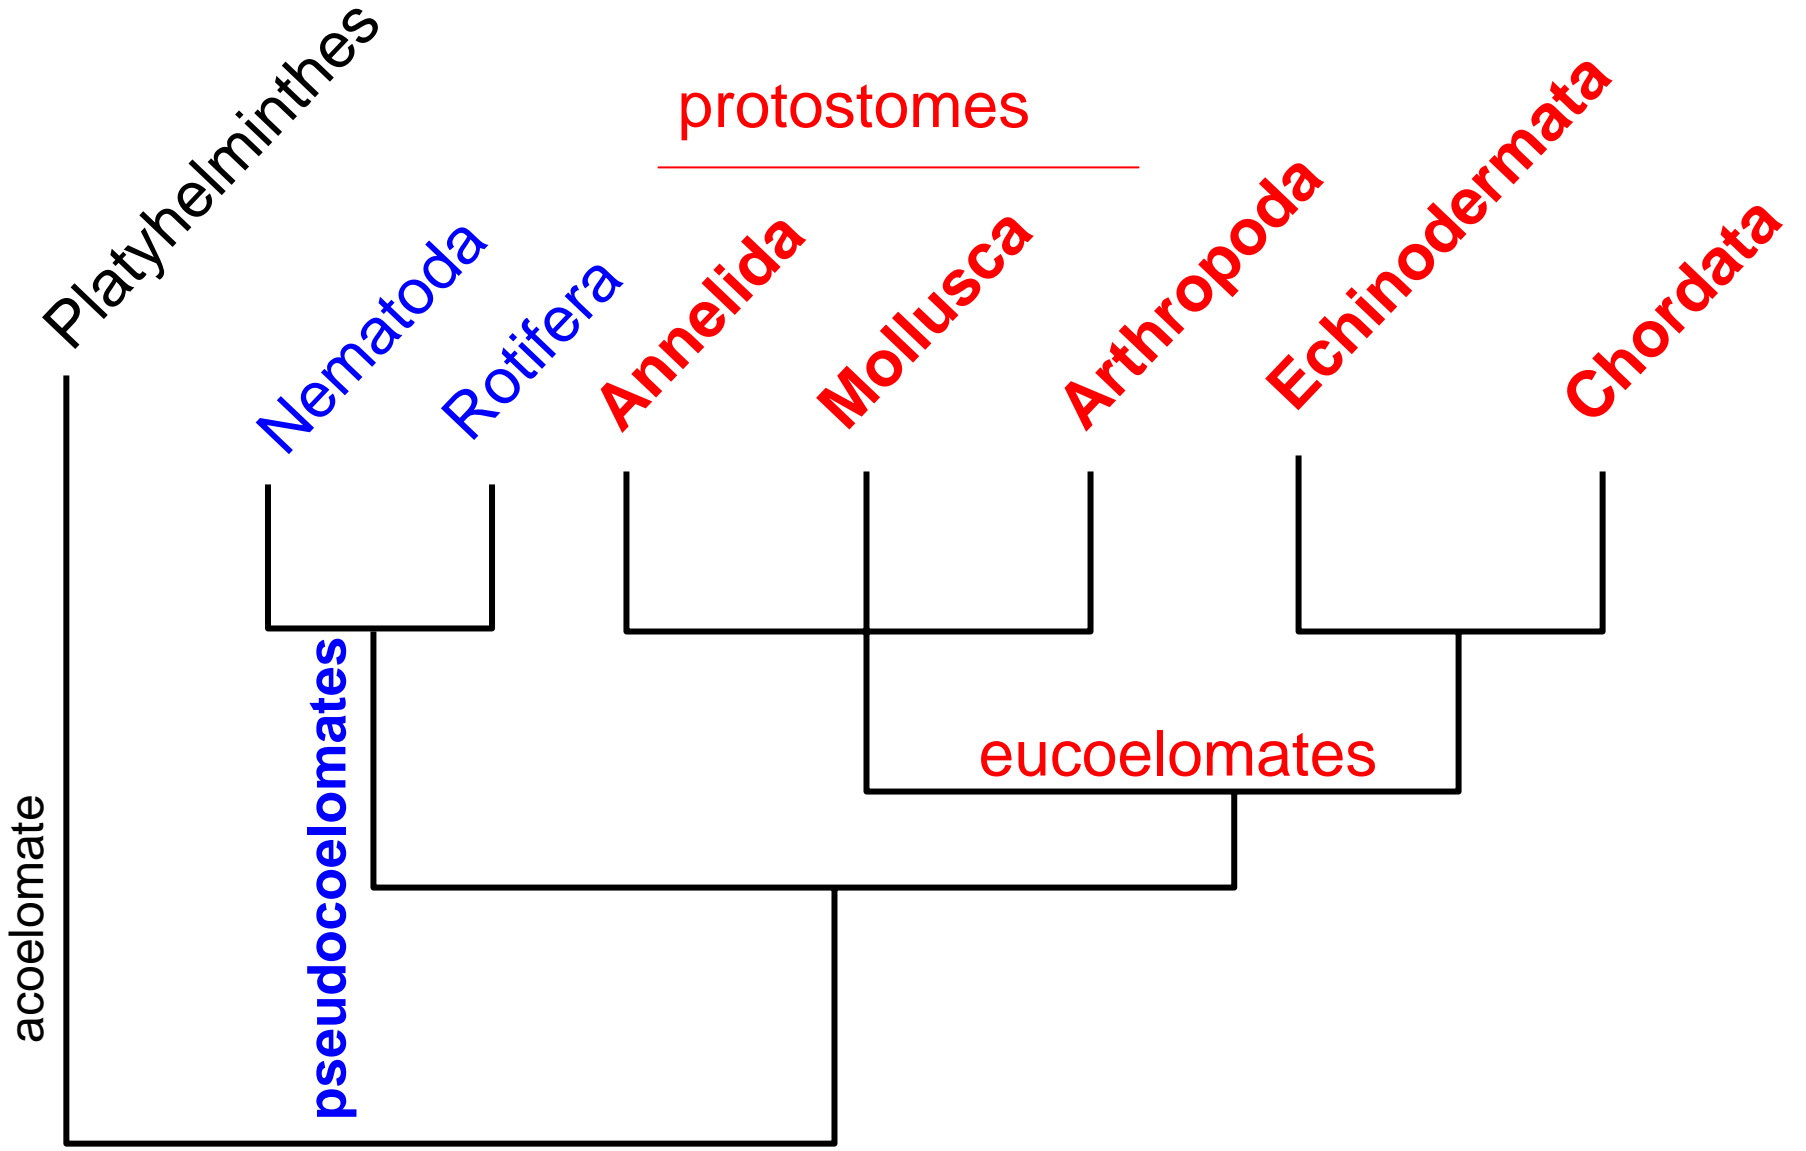 Platyhelminthes
protostomes
Nematoda
Rotifera
Annelida
Mollusca
Arthropoda
Echinodermata
Chordata
eucoelomates
pseudocoelomates
acoelomate